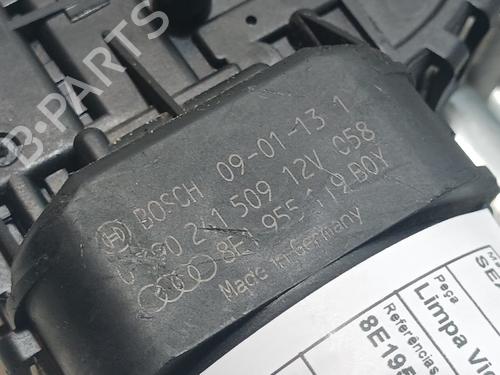 B-PARTS
BOSCH 09-01-13 1
0 390 241 509 12V C58
8E1 955 119 BOY
Made in Germany
SEA
Peça
Limpa Vi
Referências
8E195